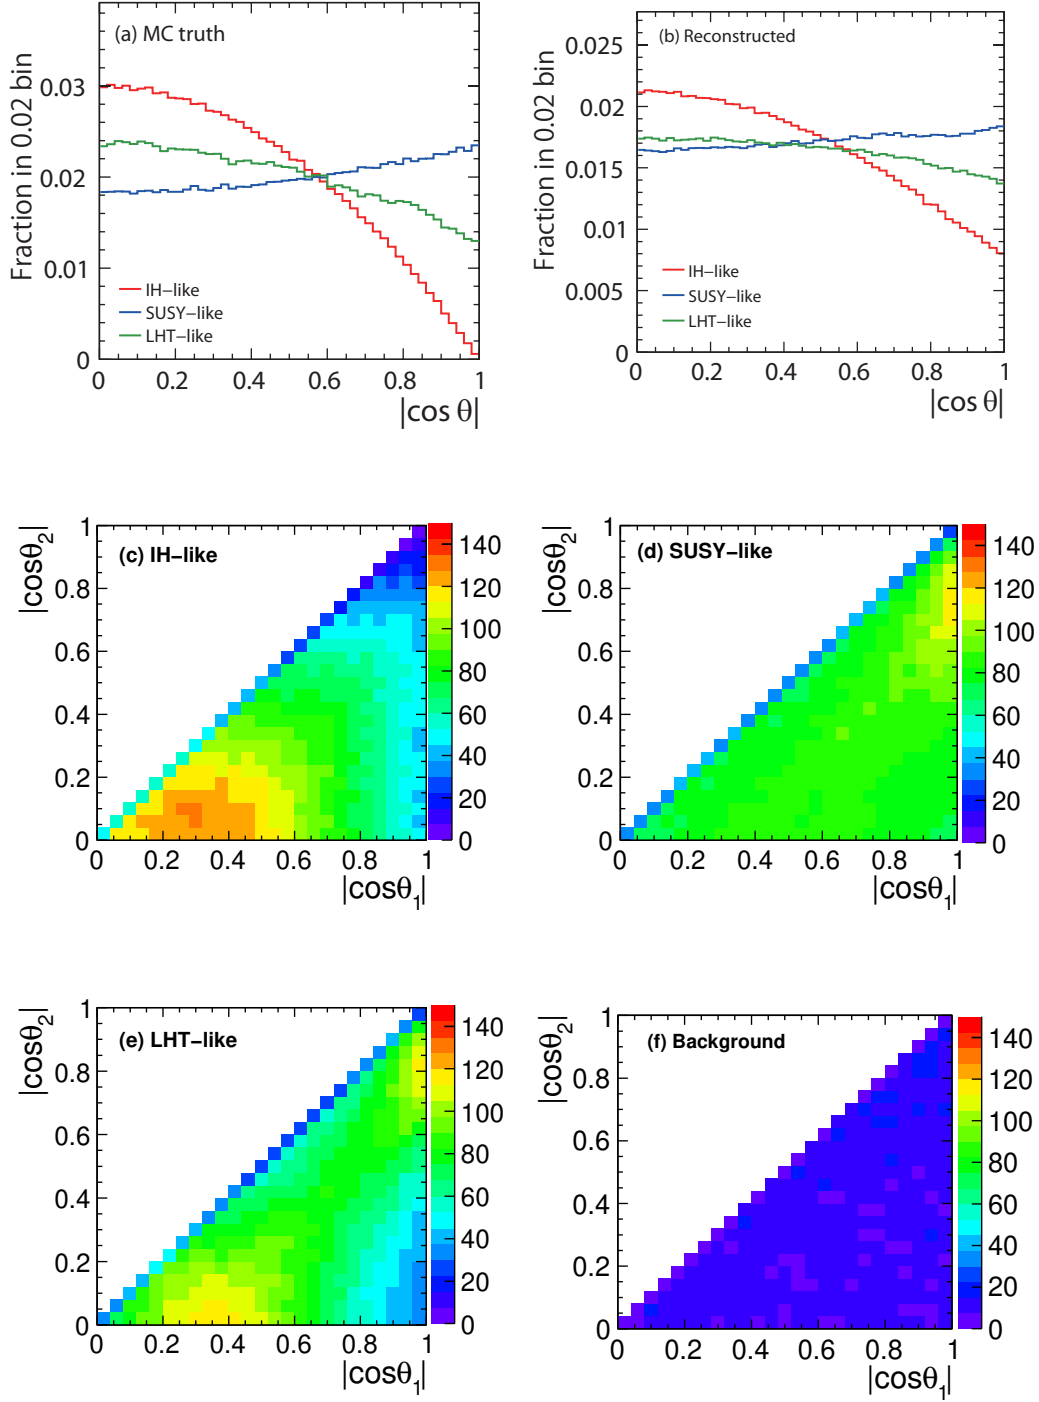 (a) MC truth
Fraction in 0.02 bin
0.03
0.02
0.01
0
IH−like
SUSY−like
LHT−like
0 0.2 0.4 0.6 0.8 1
|cos θ|
(b) Reconstructed
Fraction in 0.02 bin
0.025
0.02
0.015
0.01
0.005
0
IH−like
SUSY−like
LHT−like
0 0.2 0.4 0.6 0.8 1
|cos θ|
(c) IH−like
|cosθ2|
1
0.8
0.6
0.4
0.2
0
0 0.2 0.4 0.6 0.8 1
|cosθ1|
140
120
100
80
60
40
20
0
(d) SUSY−like
|cosθ2|
1
0.8
0.6
0.4
0.2
0
0 0.2 0.4 0.6 0.8 1
|cosθ1|
140
120
100
80
60
40
20
0
(e) LHT−like
|cosθ2|
1
0.8
0.6
0.4
0.2
0
0 0.2 0.4 0.6 0.8 1
|cosθ1|
140
120
100
80
60
40
20
0
(f) Background
|cosθ2|
1
0.8
0.6
0.4
0.2
0
0 0.2 0.4 0.6 0.8 1
|cosθ1|
140
120
100
80
60
40
20
0